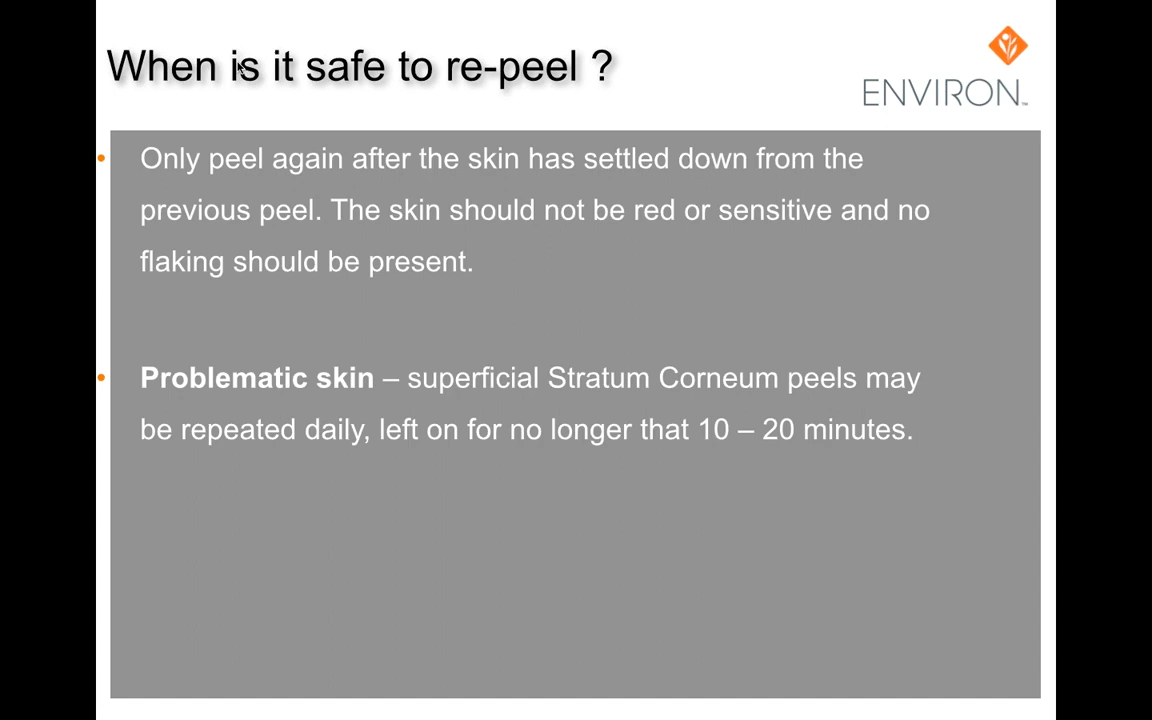 When is it safe to re-peel ?
ENVIRON™
• Only peel again after the skin has settled down from the
previous peel. The skin should not be red or sensitive and no
flaking should be present.
• Problematic skin – superficial Stratum Corneum peels may
be repeated daily, left on for no longer that 10 – 20 minutes.